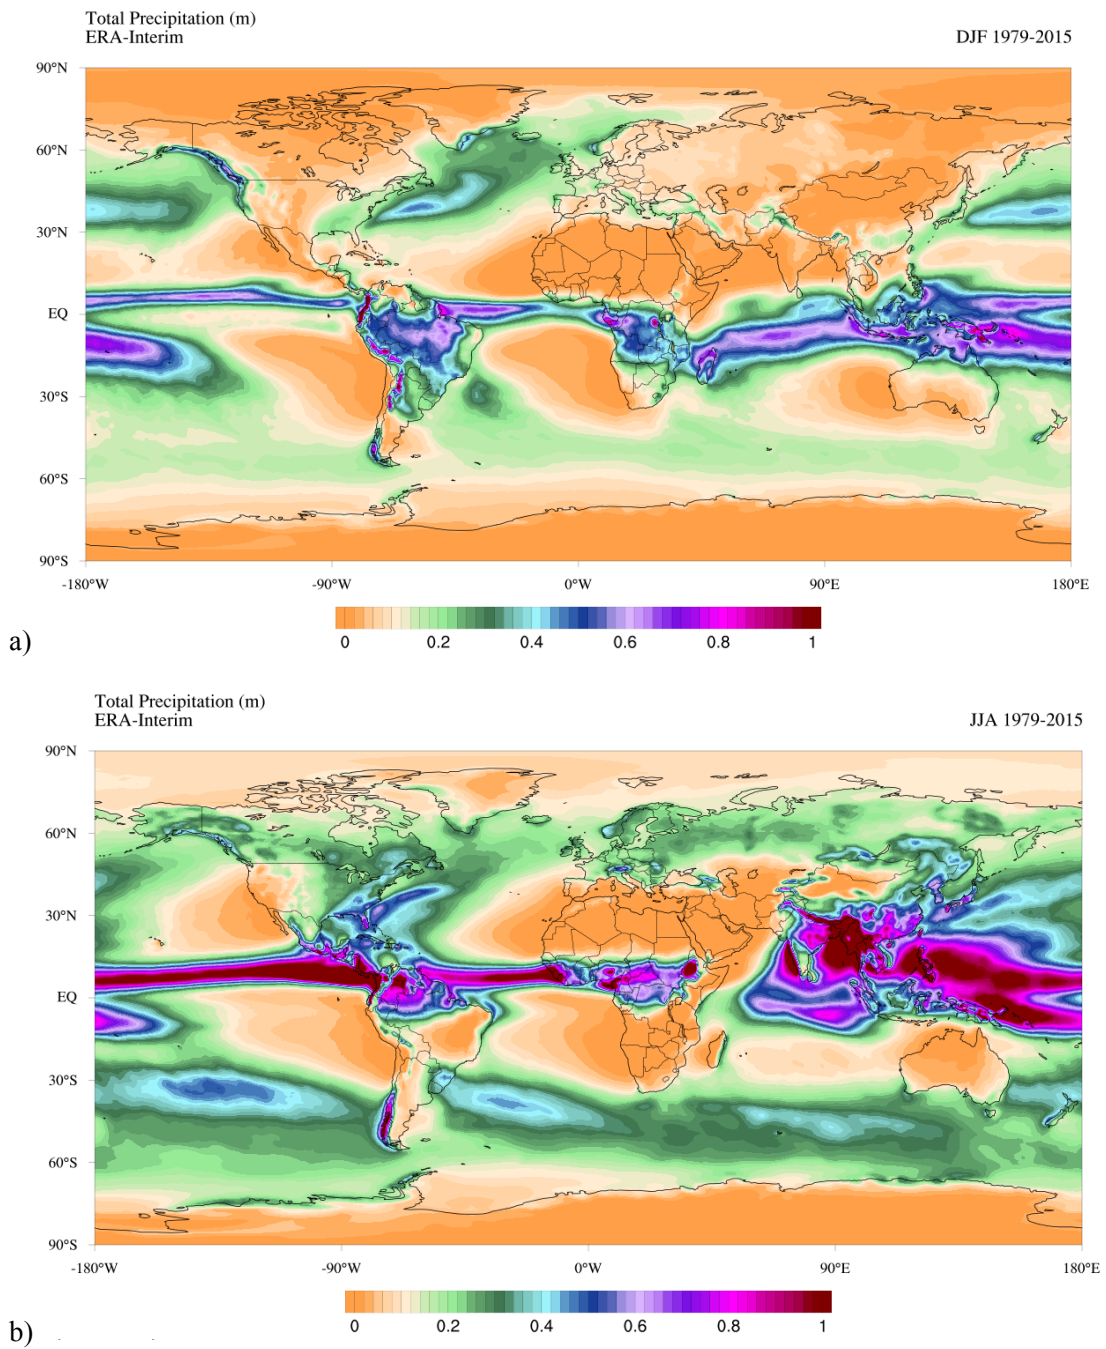 Total Precipitation (m)
ERA-Interim
DJF 1979-2015
90°N
60°N
30°N
EQ
30°S
60°S
90°S
-180°W
-90°W
0°W
90°E
180°E
0
0.2
0.4
0.6
0.8
1
a)
Total Precipitation (m)
ERA-Interim
JJA 1979-2015
90°N
60°N
30°N
EQ
30°S
60°S
90°S
-180°W
-90°W
0°W
90°E
180°E
0
0.2
0.4
0.6
0.8
1
b)